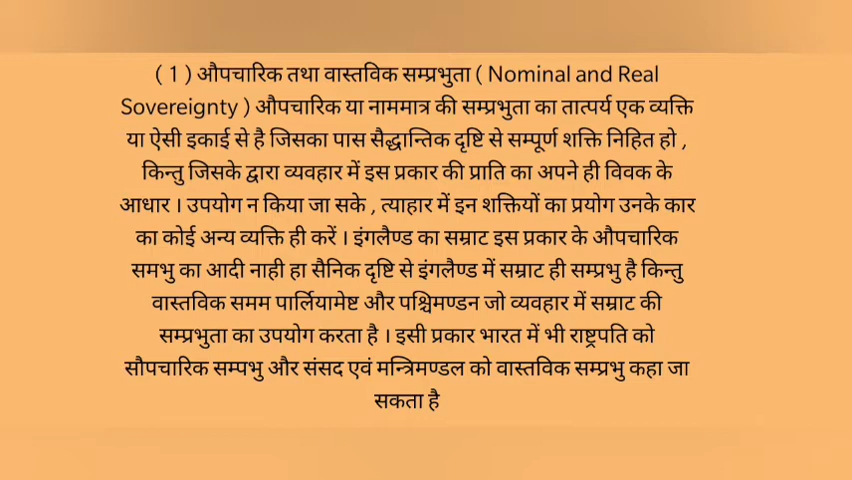 ( 1 ) औपचारिक तथा वास्तविक सम्प्रभुता ( Nominal and Real
Sovereignty ) औपचारिक या नाममात्र की सम्प्रभुता का तात्पर्य एक व्यक्ति
या ऐसी इकाई से है जिसका पास सैद्धान्तिक दृष्टि से सम्पूर्ण शक्ति निहित हो ,
किन्तु जिसके द्वारा व्यवहार में इस प्रकार की प्राति का अपने ही विवक के
आधार । उपयोग न किया जा सके , त्याहार में इन शक्तियों का प्रयोग उनके कार
का कोई अन्य व्यक्ति ही करें । इंगलैण्ड का सम्राट इस प्रकार के औपचारिक
समभु का आदी नाही हा सैनिक दृष्टि से इंगलैण्ड में सम्राट ही सम्प्रभु है किन्तु
वास्तविक समम पार्लियामेष्ट और पश्चिमण्डन जो व्यवहार में सम्राट की
सम्प्रभुता का उपयोग करता है । इसी प्रकार भारत में भी राष्ट्रपति को
सौपचारिक सम्पभु और संसद एवं मन्त्रिमण्डल को वास्तविक सम्प्रभु कहा जा
सकता है